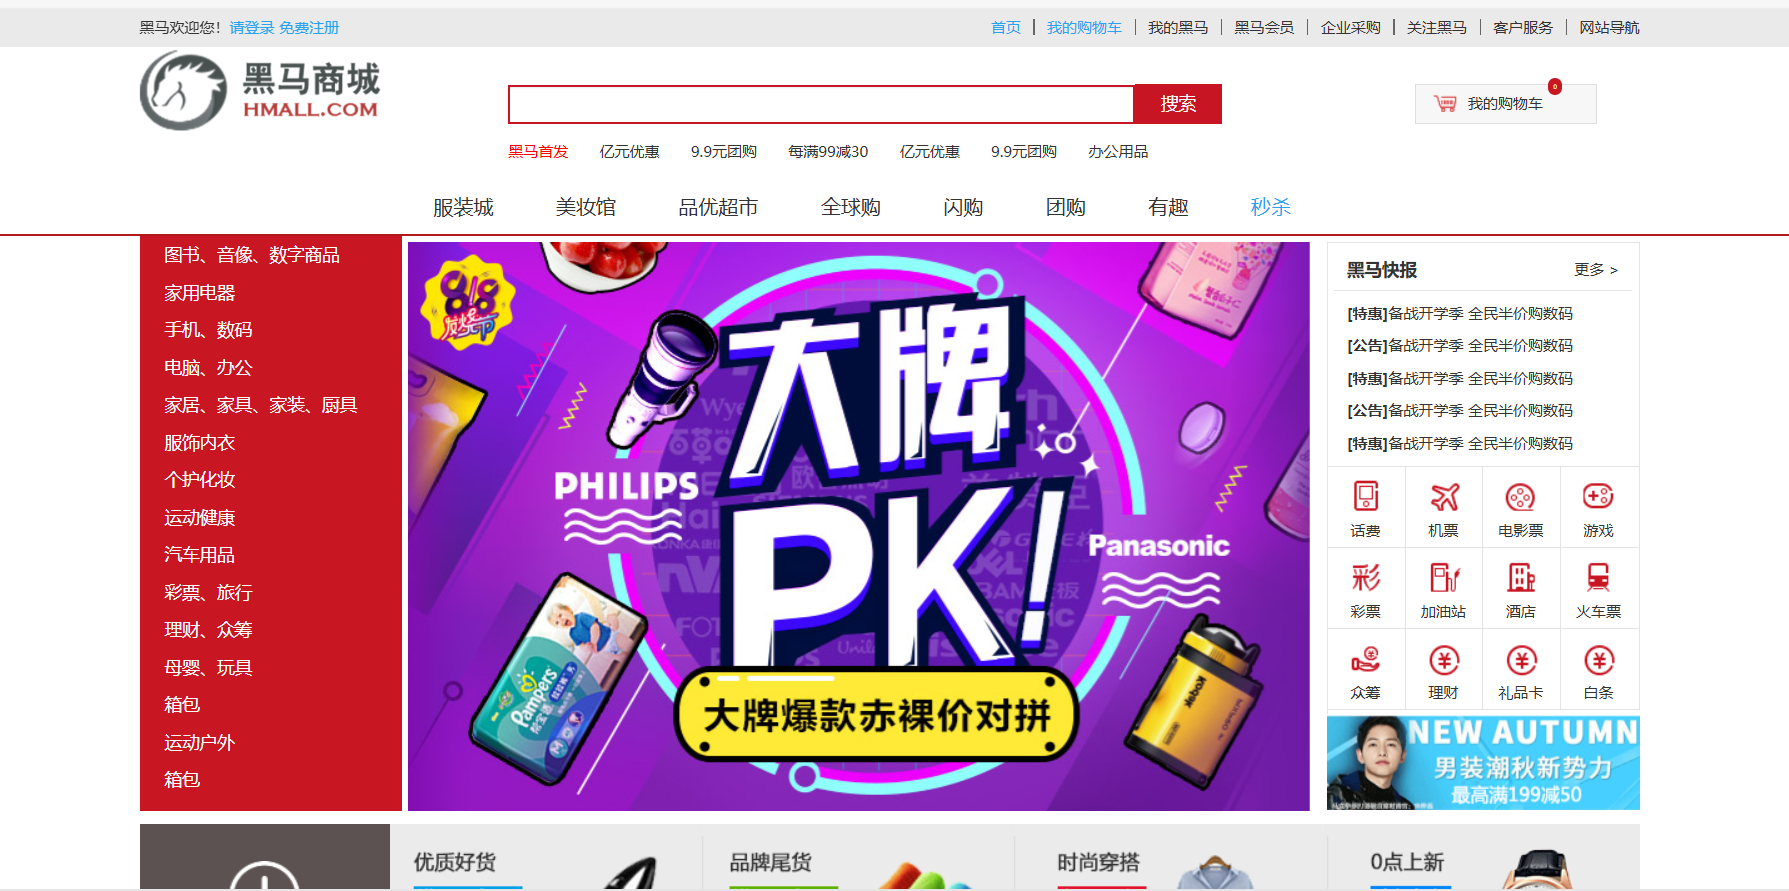 黑马欢迎您！请登录 免费注册
首页 我的购物车 我的黑马 黑马会员 企业采购 关注黑马 客户服务 网站导航
黑马商城
HMALL.COM
搜索
0
我的购物车
黑马首发 亿元优惠 9.9元团购 每满99减30 亿元优惠 9.9元团购 办公用品
服装城 美妆馆 品优超市 全球购 闪购 团购 有趣 秒杀
图书、音像、数字商品
家用电器
手机、数码
电脑、办公
家居、家具、家装、厨具
服饰内衣
个护化妆
运动健康
汽车用品
彩票、旅行
理财、众筹
母婴、玩具
箱包
运动户外
箱包
8.8
发烧节
大牌
PK!
PHILIPS
Panasonic
Pampers
帮宝适
Kodak
大牌爆款赤裸价对拼
黑马快报 更多 >
[特惠]备战开学季 全民半价购数码
[公告]备战开学季 全民半价购数码
[特惠]备战开学季 全民半价购数码
[公告]备战开学季 全民半价购数码
[特惠]备战开学季 全民半价购数码
话费 机票 电影票 游戏
彩
彩票 加油站 酒店 火车票
众筹 理财 礼品卡 白条
NEW AUTUMN
男装潮秋新势力
最高满199减50
优质好货 品牌尾货 时尚穿搭 0点上新